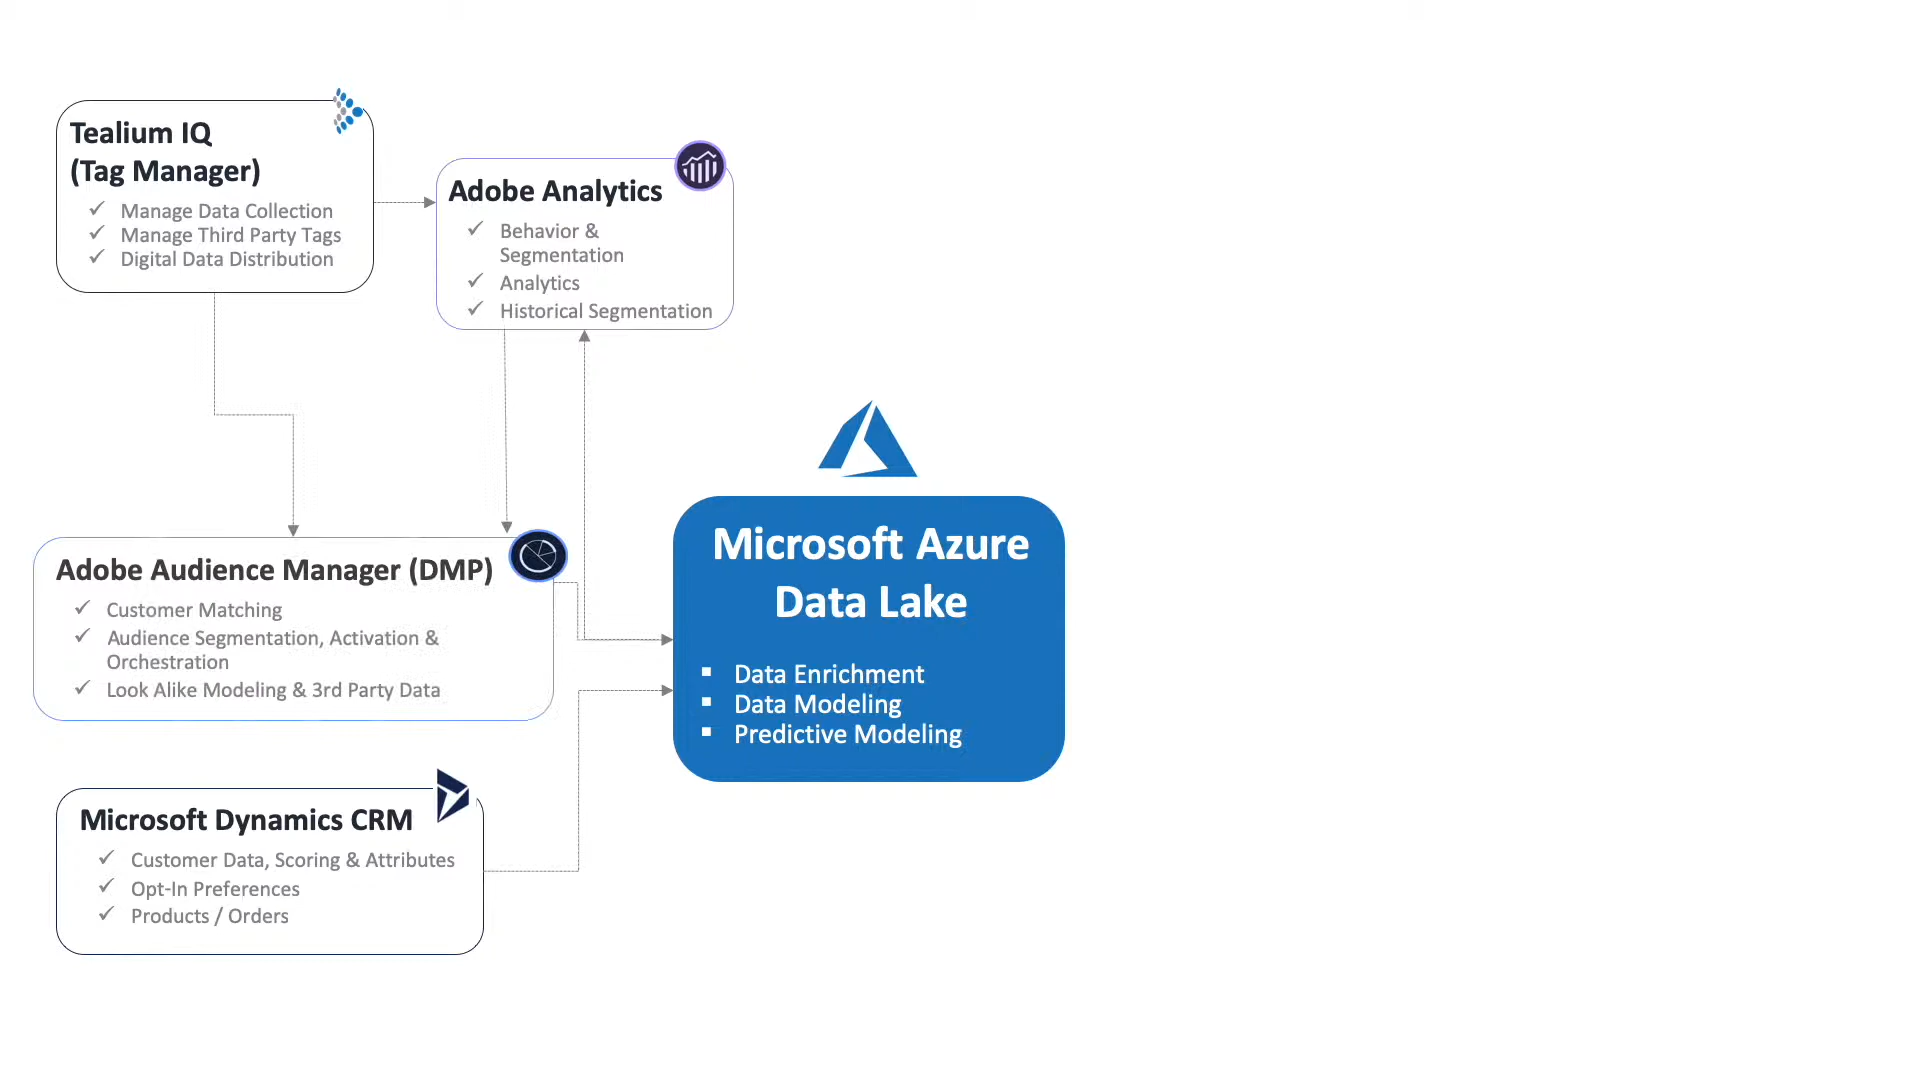 Tealium IQ
(Tag Manager)
✓ Manage Data Collection
✓ Manage Third Party Tags
✓ Digital Data Distribution
Adobe Analytics
✓ Behavior &
Segmentation
✓ Analytics
✓ Historical Segmentation
Adobe Audience Manager (DMP)
✓ Customer Matching
✓ Audience Segmentation, Activation &
Orchestration
✓ Look Alike Modeling & 3rd Party Data
Microsoft Dynamics CRM
✓ Customer Data, Scoring & Attributes
✓ Opt-In Preferences
✓ Products / Orders
Microsoft Azure
Data Lake
▪ Data Enrichment
▪ Data Modeling
▪ Predictive Modeling